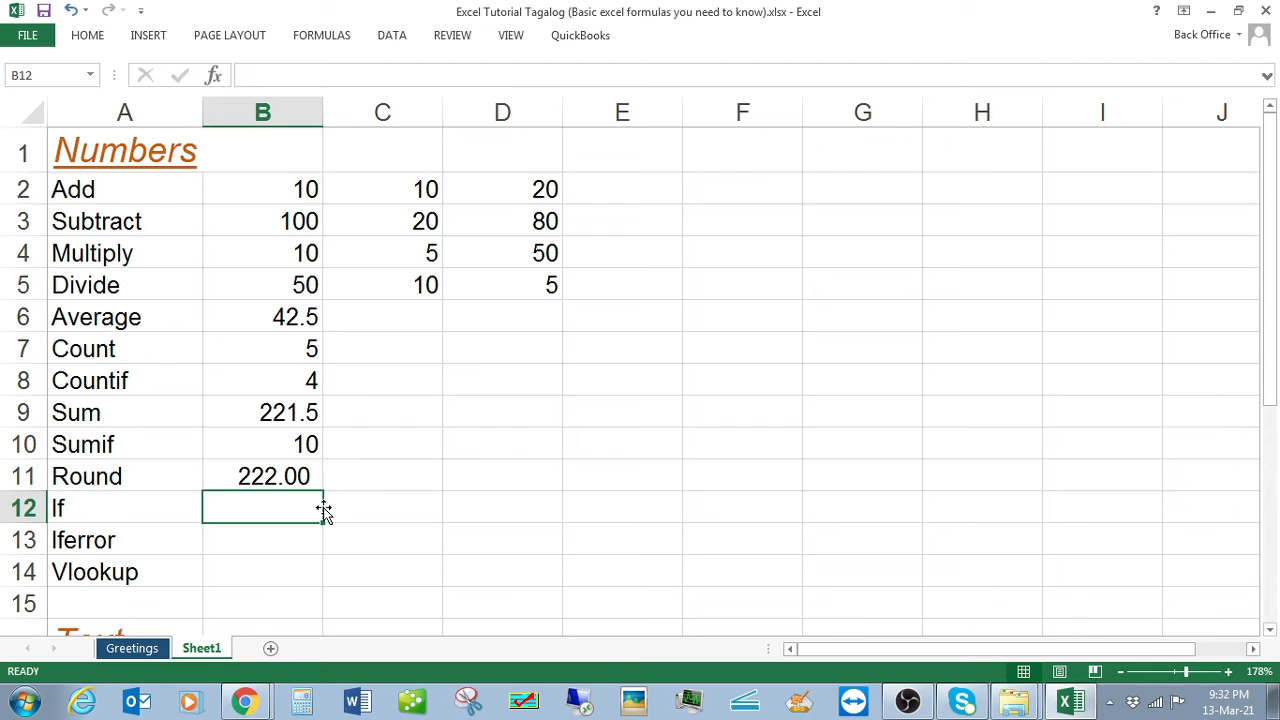 Excel Tutorial Tagalog (Basic excel formulas you need to know).xlsx - Excel
?
FILE HOME INSERT PAGE LAYOUT FORMULAS DATA REVIEW VIEW QuickBooks Back Office
B12 fx
A B C D E F G H I J
1 Numbers
2 Add 10 10 20
3 Subtract 100 20 80
4 Multiply 10 5 50
5 Divide 50 10 5
6 Average 42.5
7 Count 5
8 Countif 4
9 Sum 221.5
10 Sumif 10
11 Round 222.00
12 If
13 Iferror
14 Vlookup
15
Text
Greetings Sheet1
READY 178%
9:32 PM
13-Mar-21